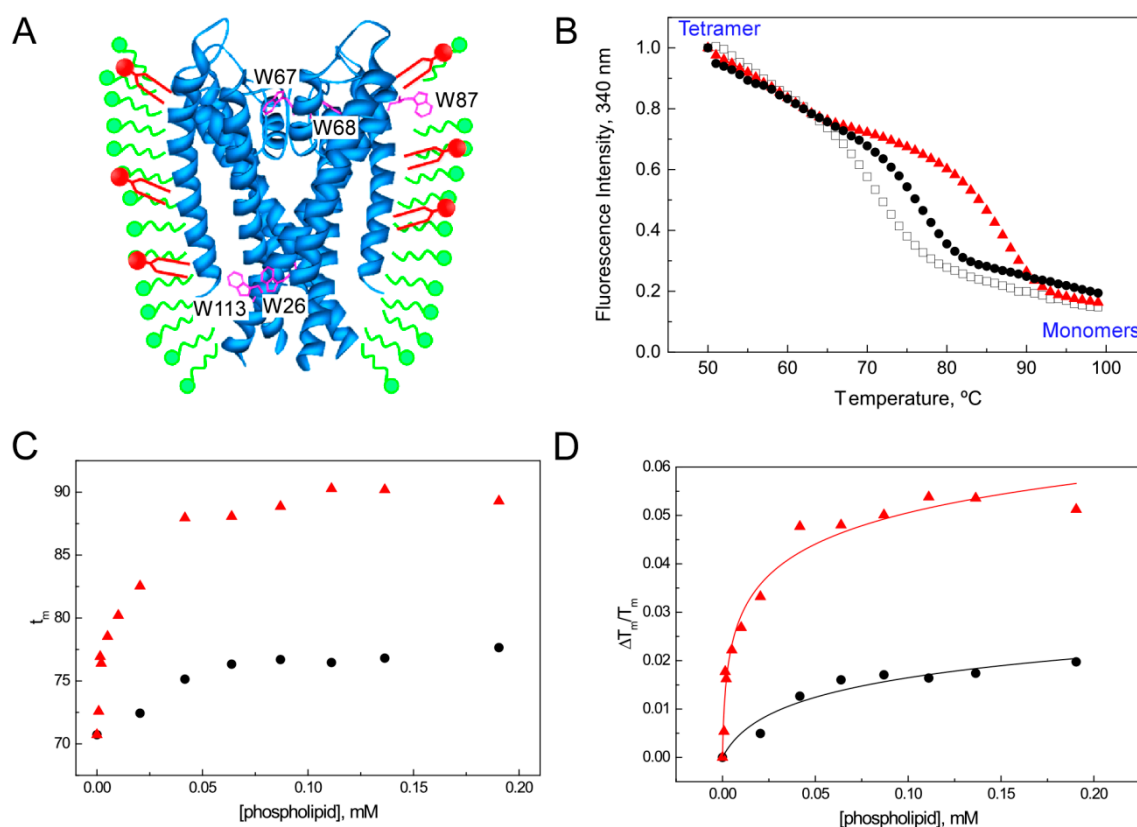 A
W67
W87
W68
W113
W26
B
Tetramer
1.0
0.8
0.6
0.4
0.2
0.0
Fluorescence Intensity, 340 nm
Monomers
50 60 70 80 90 100
Temperature, ºC
C
90
85
80
75
70
t_m
0.00 0.05 0.10 0.15 0.20
[phospholipid], mM
D
0.06
0.05
0.04
0.03
0.02
0.01
0.00
ΔT_m/T_m
0.00 0.05 0.10 0.15 0.20
[phospholipid], mM